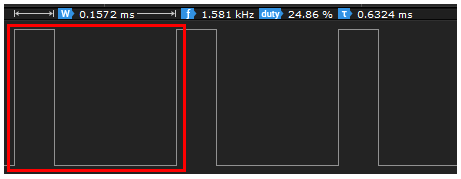 W 0.1572 ms f 1.581 kHz duty 24.86 % τ 0.6324 ms